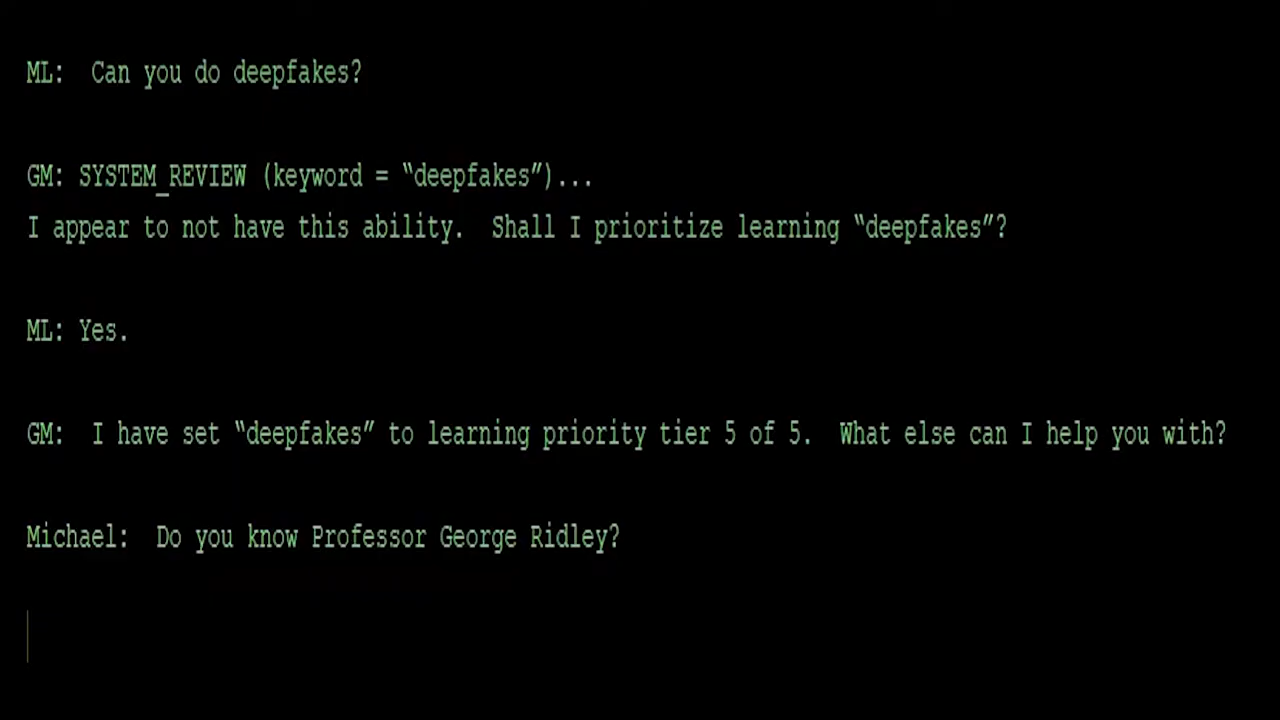 ML:  Can you do deepfakes?
GM: SYSTEM_REVIEW (keyword = “deepfakes”)...
I appear to not have this ability.  Shall I prioritize learning “deepfakes”?
ML: Yes.
GM:  I have set “deepfakes” to learning priority tier 5 of 5.  What else can I help you with?
Michael:  Do you know Professor George Ridley?